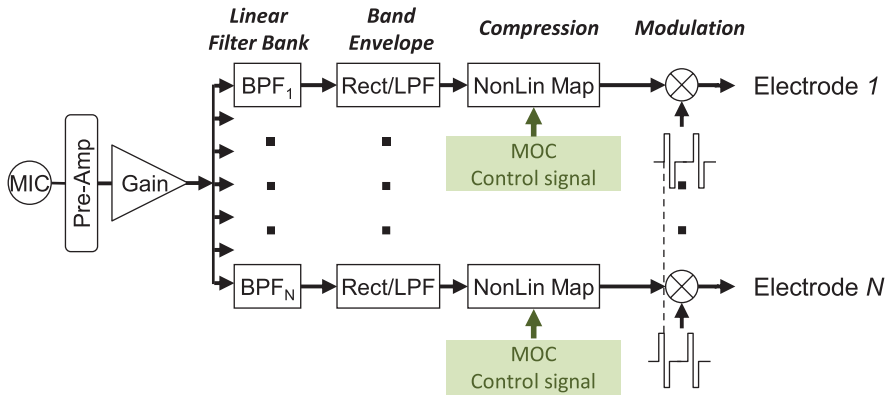 Linear
Filter Bank
Band
Envelope
Compression
Modulation
MIC
Pre-Amp
Gain
BPF1
Rect/LPF
NonLin Map
Electrode 1
MOC
Control signal
BPFN
Rect/LPF
NonLin Map
Electrode N
MOC
Control signal